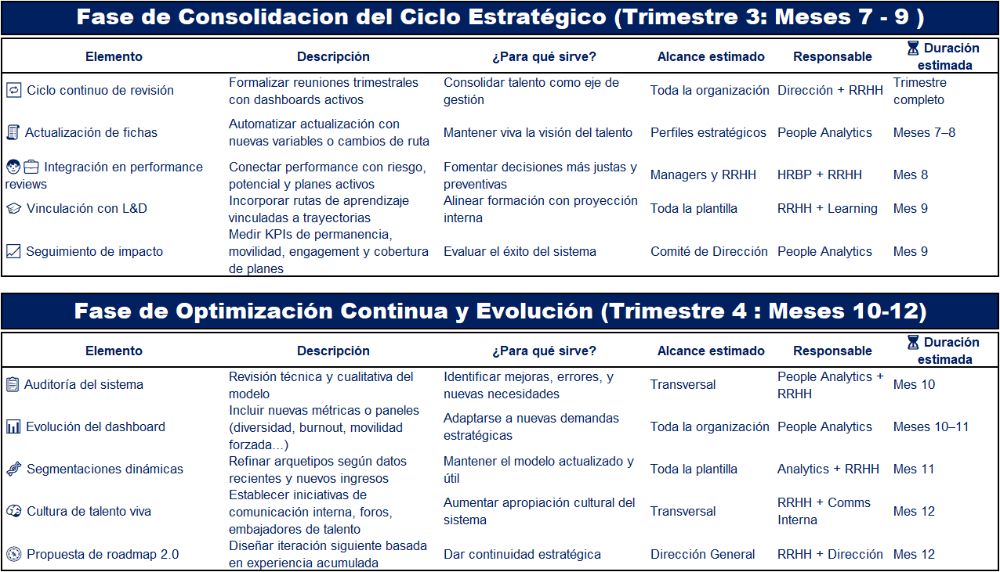 Fase de Consolidacion del Ciclo Estratégico (Trimestre 3: Meses 7 - 9 )
Elemento Descripción ¿Para qué sirve? Alcance estimado Responsable Duración estimada
Ciclo continuo de revisión Formalizar reuniones trimestrales con dashboards activos Consolidar talento como eje de gestión Toda la organización Dirección + RRHH Trimestre completo
Actualización de fichas Automatizar actualización con nuevas variables o cambios de ruta Mantener viva la visión del talento Perfiles estratégicos People Analytics Meses 7–8
Integración en performance reviews Conectar performance con riesgo, potencial y planes activos Fomentar decisiones más justas y preventivas Managers y RRHH HRBP + RRHH Mes 8
Vinculación con L&D Incorporar rutas de aprendizaje vinculadas a trayectorias Alinear formación con proyección interna Toda la plantilla RRHH + Learning Mes 9
Seguimiento de impacto Medir KPIs de permanencia, movilidad, engagement y cobertura de planes Evaluar el éxito del sistema Comité de Dirección People Analytics Mes 9
Fase de Optimización Continua y Evolución (Trimestre 4 : Meses 10-12)
Elemento Descripción ¿Para qué sirve? Alcance estimado Responsable Duración estimada
Auditoría del sistema Revisión técnica y cualitativa del modelo Identificar mejoras, errores, y nuevas necesidades Transversal People Analytics + RRHH Mes 10
Evolución del dashboard Incluir nuevas métricas o paneles (diversidad, burnout, movilidad forzada…) Adaptarse a nuevas demandas estratégicas Toda la organización People Analytics Meses 10–11
Segmentaciones dinámicas Refinar arquetipos según datos recientes y nuevos ingresos Mantener el modelo actualizado y útil Toda la plantilla Analytics + RRHH Mes 11
Cultura de talento viva Establecer iniciativas de comunicación interna, foros, embajadores de talento Aumentar apropiación cultural del sistema Transversal RRHH + Comms Interna Mes 12
Propuesta de roadmap 2.0 Diseñar iteración siguiente basada en experiencia acumulada Dar continuidad estratégica Dirección General RRHH + Dirección Mes 12